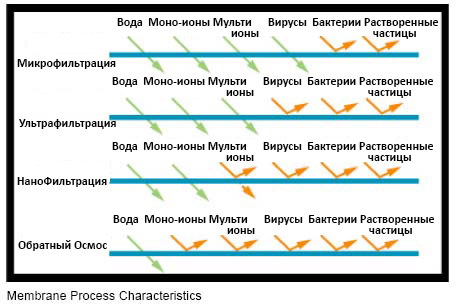 Вода Моно-ионы Мульти Вирусы Бактерии Растворенные
ионы частицы
Микрофильтрация
Вода Моно-ионы Мульти Вирусы Бактерии Растворенные
ионы частицы
Ультрафильтрация
Вода Моно-ионы Мульти Вирусы Бактерии Растворенные
ионы частицы
НаноФильтрация
Вода Моно-ионы Мульти Вирусы Бактерии Растворенные
ионы частицы
Обратный Осмос
Membrane Process Characteristics